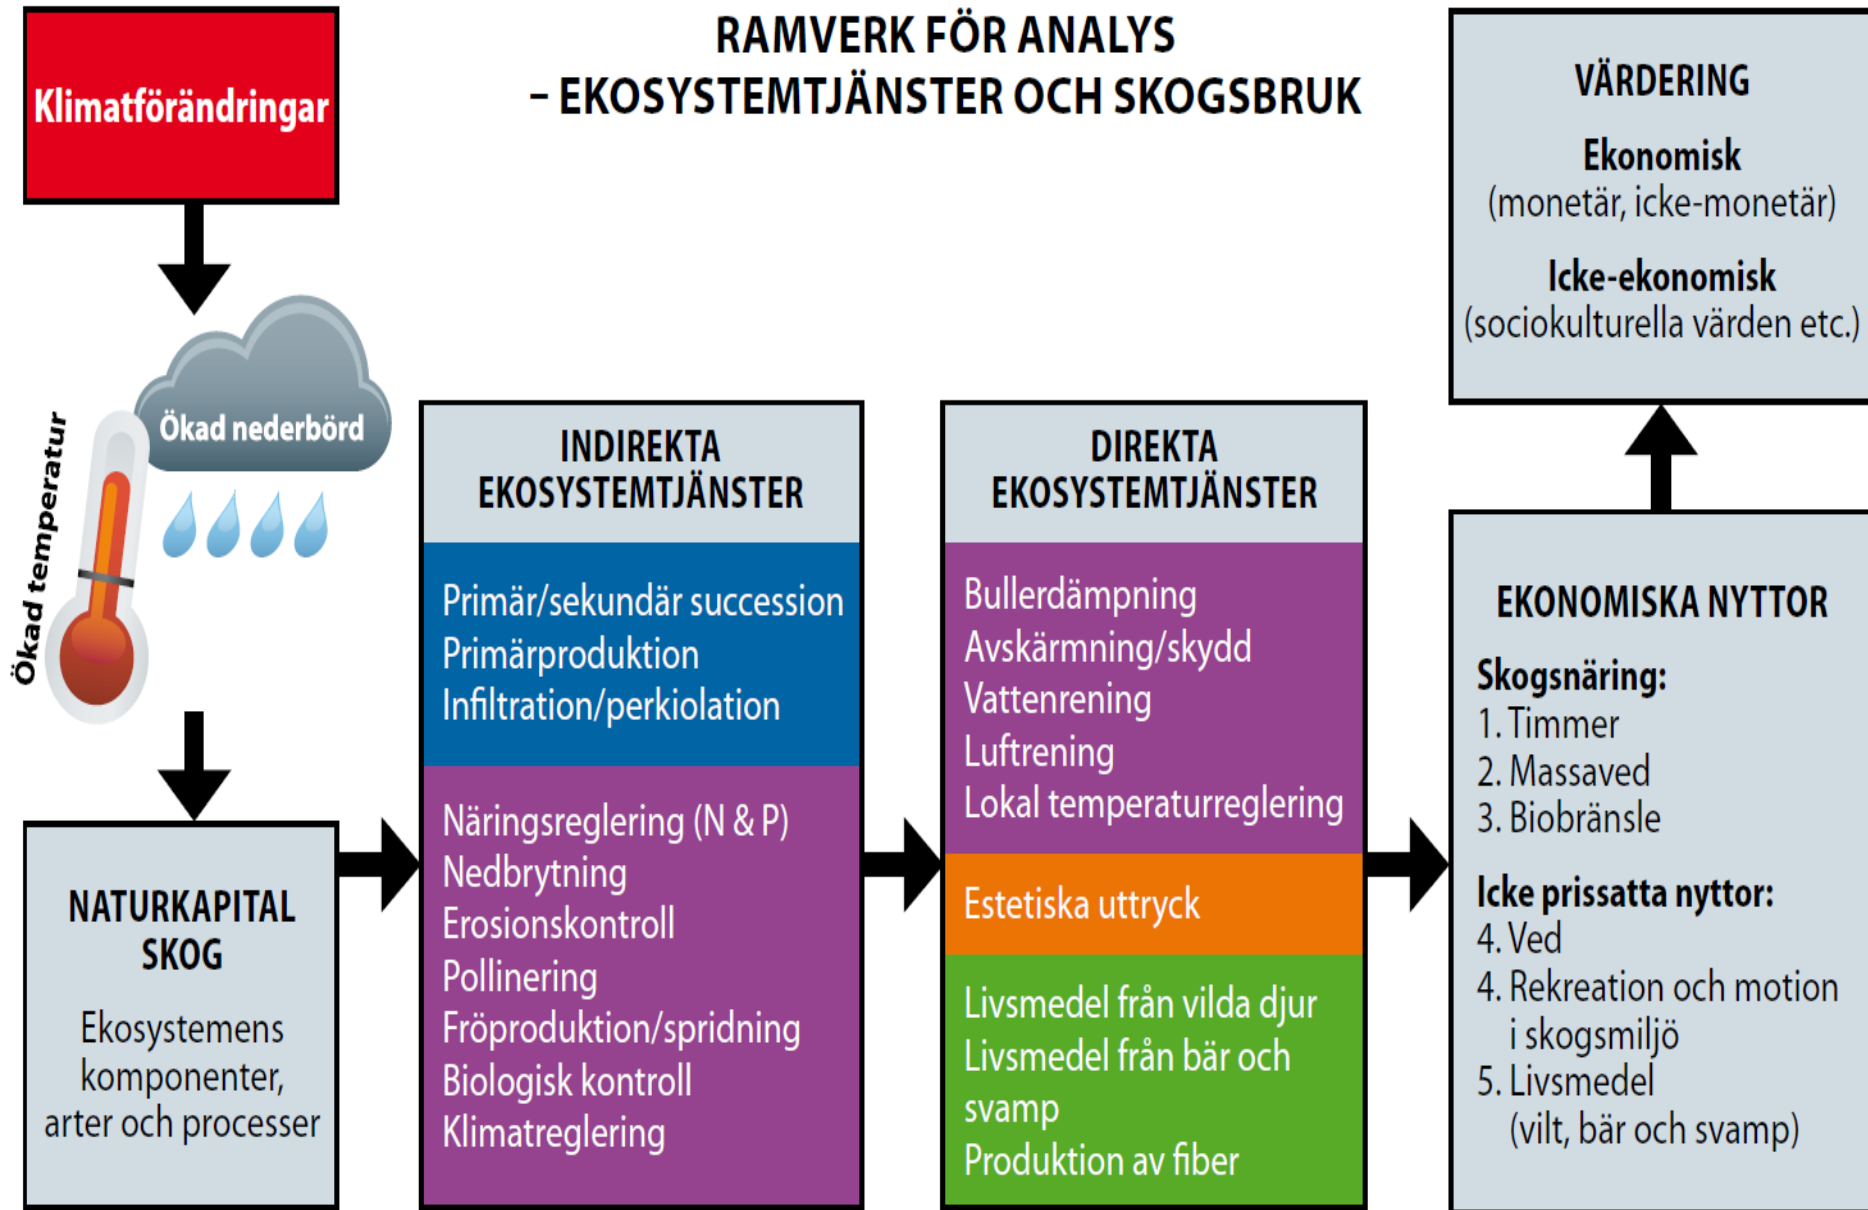 RAMVERK FÖR ANALYS
– EKOSYSTEMTJÄNSTER OCH SKOGSBRUK
Klimatförändringar
Ökad nederbörd
Ökad temperatur
NATURKAPITAL
SKOG
Ekosystemens
komponenter,
arter och processer
INDIREKTA
EKOSYSTEMTJÄNSTER
Primär/sekundär succession
Primärproduktion
Infiltration/perkiolation
Näringsreglering (N & P)
Nedbrytning
Erosionskontroll
Pollinering
Fröproduktion/spridning
Biologisk kontroll
Klimatreglering
DIREKTA
EKOSYSTEMTJÄNSTER
Bullerdämpning
Avskärmning/skydd
Vattenrening
Luftrening
Lokal temperaturreglering
Estetiska uttryck
Livsmedel från vilda djur
Livsmedel från bär och
svamp
Produktion av fiber
EKONOMISKA NYTTOR
Skogsnäring:
1. Timmer
2. Massaved
3. Biobränsle
Icke prissatta nyttor:
4. Ved
4. Rekreation och motion
i skogsmiljö
5. Livsmedel
(vilt, bär och svamp)
VÄRDERING
Ekonomisk
(monetär, icke-monetär)
Icke-ekonomisk
(sociokulturella värden etc.)